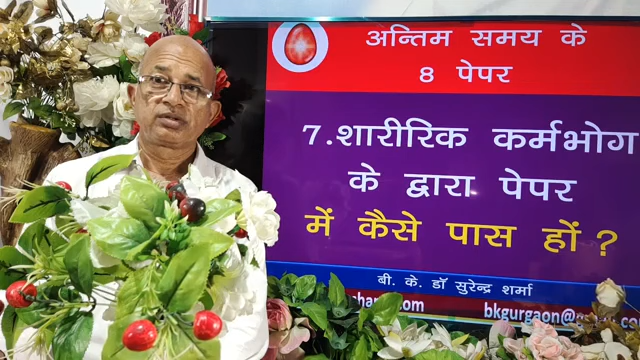 अन्तिम समय के
8 पेपर
7.शारीरिक कर्मभोग
के द्वारा पेपर
में कैसे पास हों?
बी. के. डॉ सुरेन्द्र शर्मा